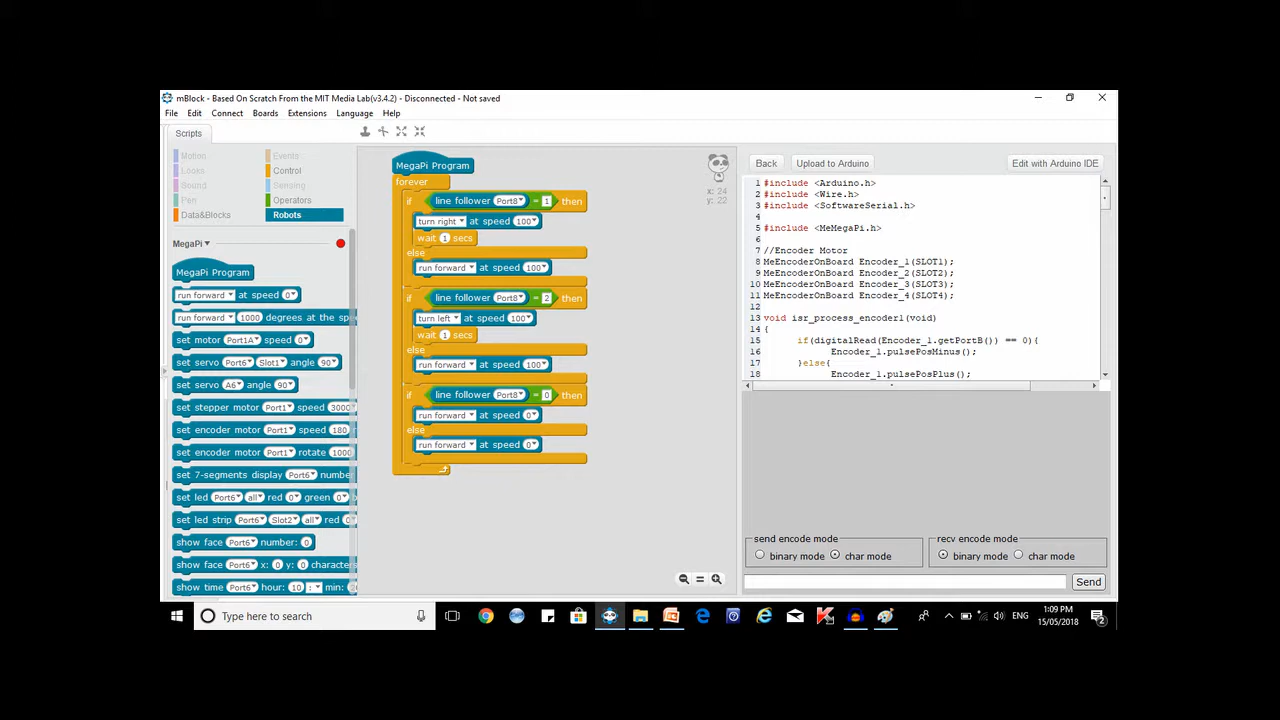 mBlock - Based On Scratch From the MIT Media Lab(v3.4.2) - Disconnected - Not saved
File Edit Connect Boards Extensions Language Help
Scripts
Motion Events
Looks Control
Sound Sensing
Pen Operators
Data&Blocks Robots
MegaPi
MegaPi Program
run forward at speed 0
run forward 1000 degrees at the spe
set motor Port1A speed 0
set servo Port6 Slot1 angle 90
set servo A6 angle 90
set stepper motor Port1 speed 3000
set encoder motor Port1 speed 180
set encoder motor Port1 rotate 1000
set 7-segments display Port6 number
set led Port6 all red 0 green 0 b
set led strip Port6 Slot2 all red 0
show face Port6 number: 0
show face Port6 x: 0 y: 0 characters
show time Port6 hour: 10 : min:
MegaPi Program
forever
if line follower Port8 = 1 then
turn right at speed 100
wait 1 secs
else
run forward at speed 100
if line follower Port8 = 2 then
turn left at speed 100
wait 1 secs
else
run forward at speed 100
if line follower Port8 = 0 then
run forward at speed 0
else
run forward at speed 0
x: 24
y: 22
Back Upload to Arduino Edit with Arduino IDE
1 #include <Arduino.h>
2 #include <Wire.h>
3 #include <SoftwareSerial.h>
4
5 #include <MeMegaPi.h>
6
7 //Encoder Motor
8 MeEncoderOnBoard Encoder_1(SLOT1);
9 MeEncoderOnBoard Encoder_2(SLOT2);
10 MeEncoderOnBoard Encoder_3(SLOT3);
11 MeEncoderOnBoard Encoder_4(SLOT4);
12
13 void isr_process_encoder1(void)
14 {
15 if(digitalRead(Encoder_1.getPortB()) == 0){
16 Encoder_1.pulsePosMinus();
17 }else{
18 Encoder_1.pulsePosPlus();
send encode mode
binary mode char mode
recv encode mode
binary mode char mode
Send
Type here to search
ENG
1:09 PM
15/05/2018
2